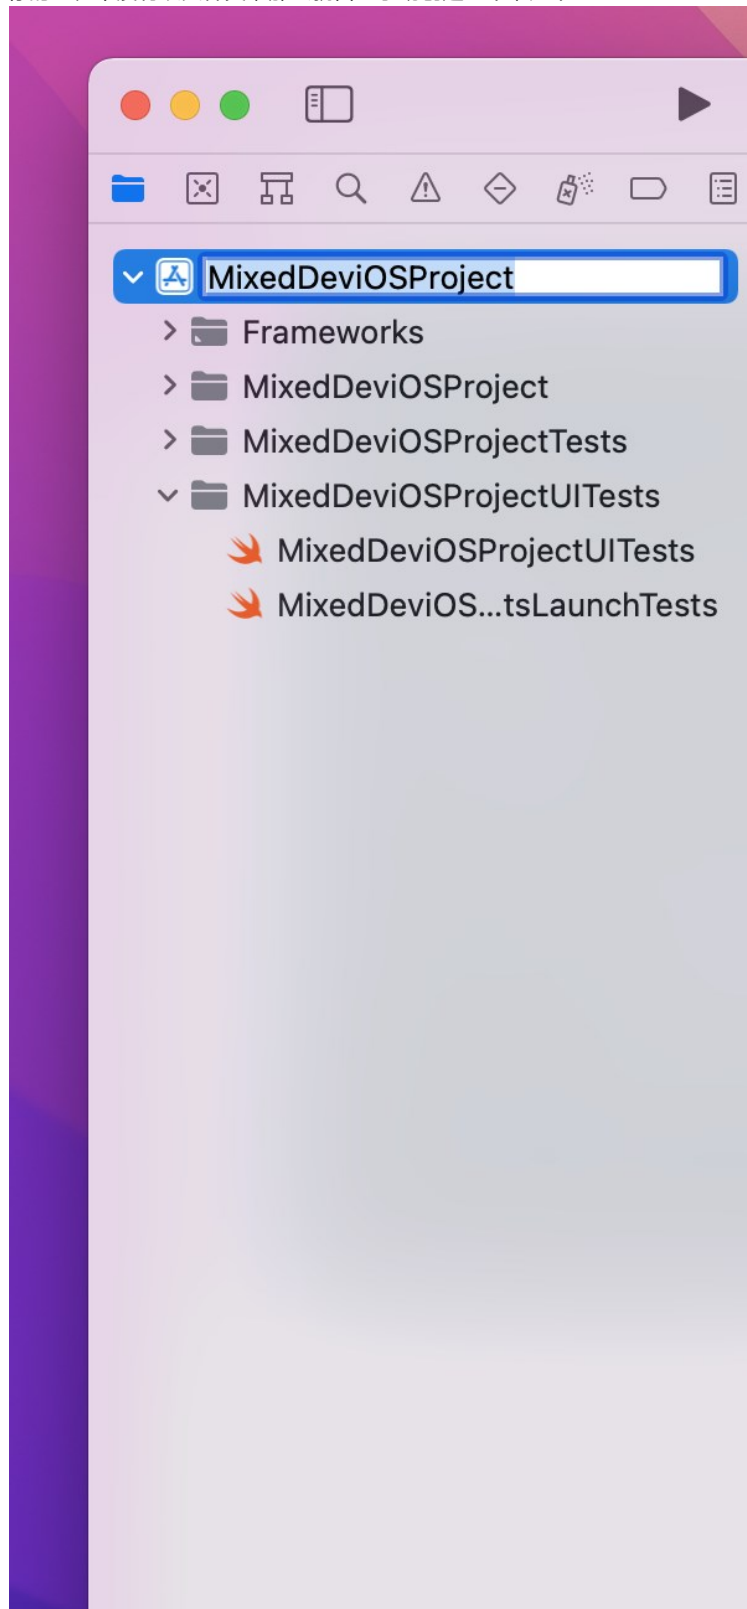 MixedDeviOSProject
Frameworks
MixedDeviOSProject
MixedDeviOSProjectTests
MixedDeviOSProjectUITests
MixedDeviOSProjectUITests
MixedDeviOS...tsLaunchTests